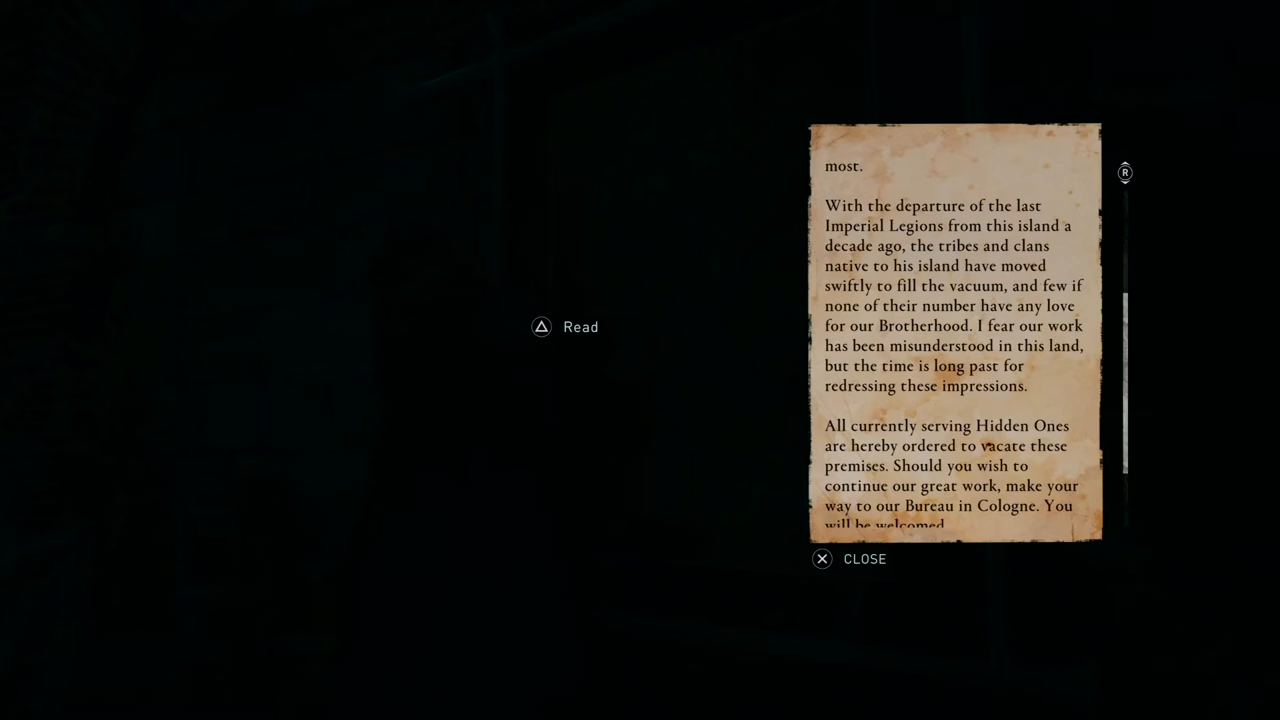 most.
With the departure of the last
Imperial Legions from this island a
decade ago, the tribes and clans
native to his island have moved
swiftly to fill the vacuum, and few if
none of their number have any love
for our Brotherhood. I fear our work
has been misunderstood in this land,
but the time is long past for
redressing these impressions.
All currently serving Hidden Ones
are hereby ordered to vacate these
premises. Should you wish to
continue our great work, make your
way to our Bureau in Cologne. You
will be welcomed
R
Read
CLOSE